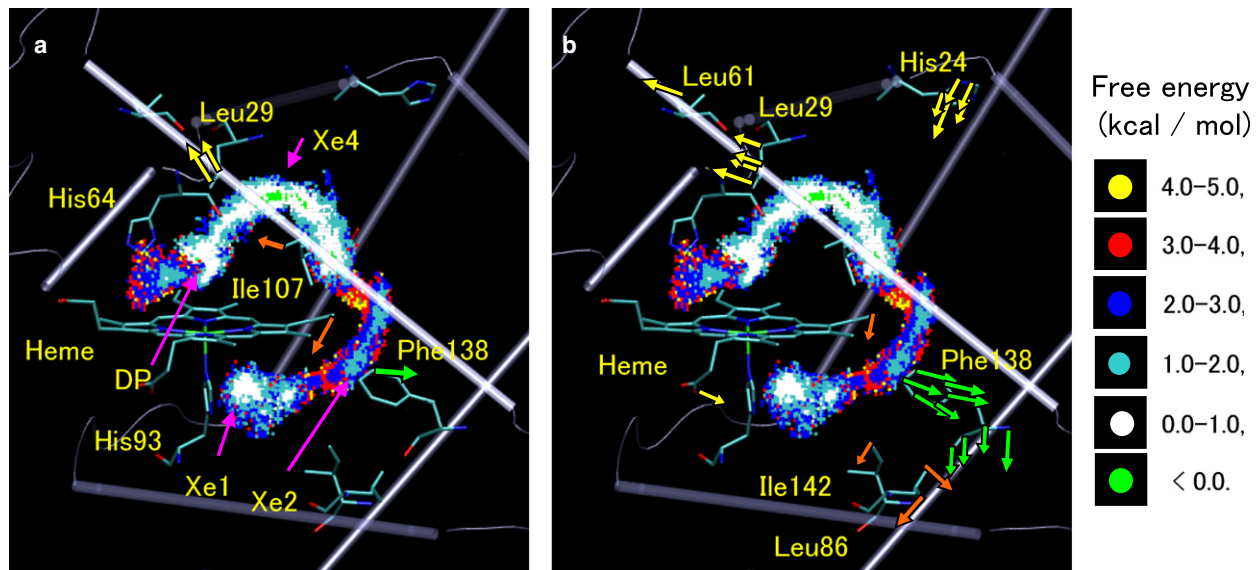 a
Leu29
Xe4
His64
Ile107
Heme
Phe138
DP
His93
Xe1
Xe2
b
His24
Leu61
Leu29
Heme
Phe138
Ile142
Leu86
Free energy
(kcal / mol)
4.0-5.0,
3.0-4.0,
2.0-3.0,
1.0-2.0,
0.0-1.0,
< 0.0.